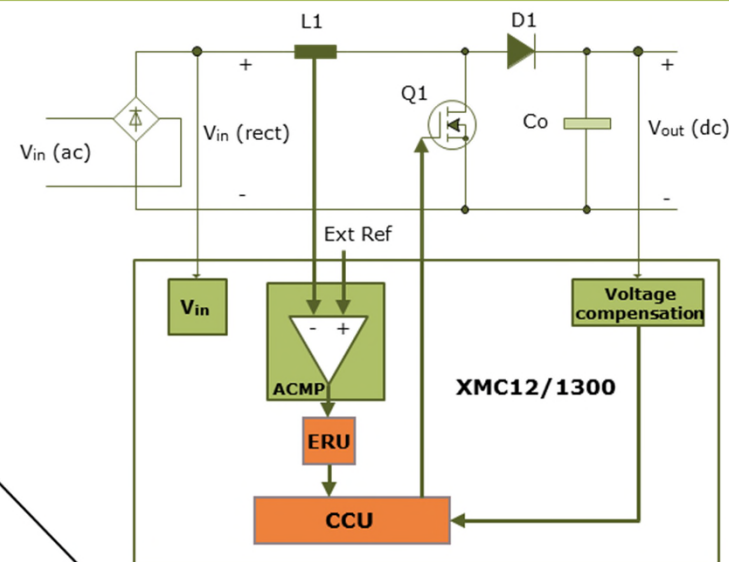 L1
D1
+
+
Q1
Vin (rect)
Co
Vout (dc)
Vin (ac)
-
-
Ext Ref
Vin
- +
ACMP
Voltage
compensation
XMC12/1300
ERU
CCU